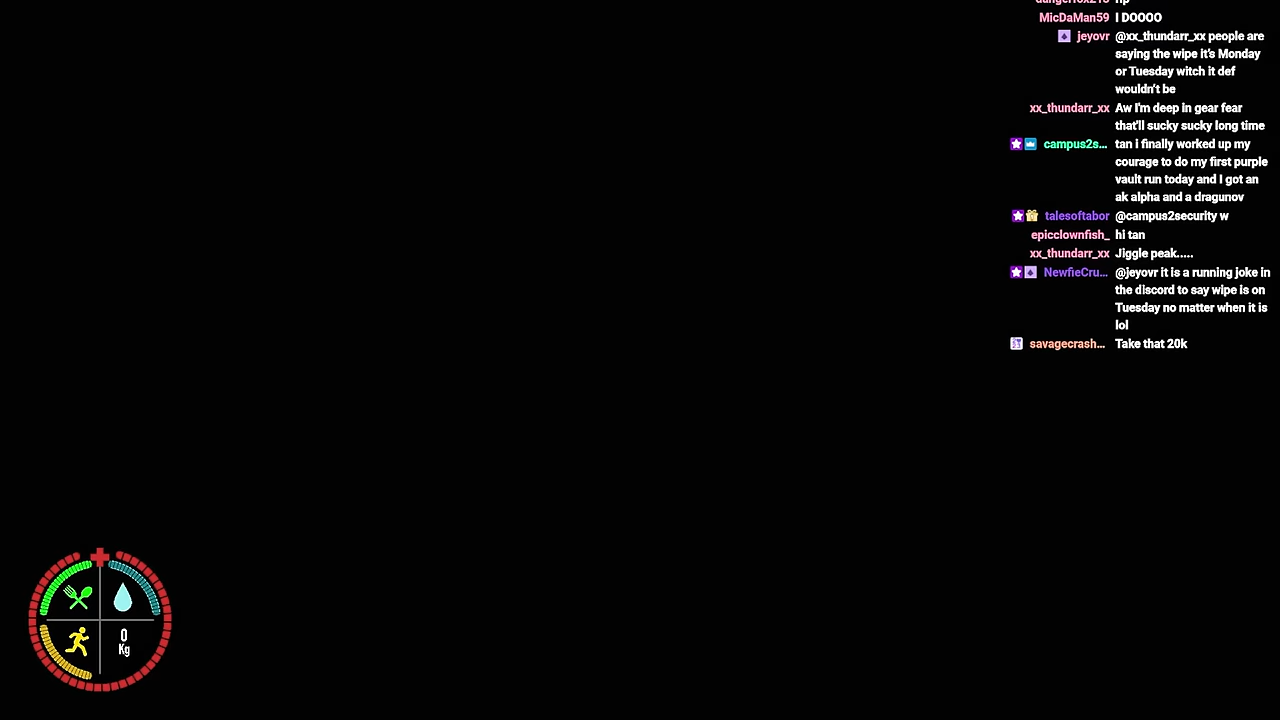 MicDaMan59 I DOOOO
jeyovr @xx_thundarr_xx people are
saying the wipe it's Monday
or Tuesday witch it def
wouldn't be
xx_thundarr_xx Aw I'm deep in gear fear
that'll sucky sucky long time
campus2s... tan i finally worked up my
courage to do my first purple
vault run today and I got an
ak alpha and a dragunov
talesoftabor @campus2security w
epicclownfish_ hi tan
xx_thundarr_xx Jiggle peak.....
NewfieCru... @jeyovr it is a running joke in
the discord to say wipe is on
Tuesday no matter when it is
lol
savagecrash... Take that 20k
0
Kg